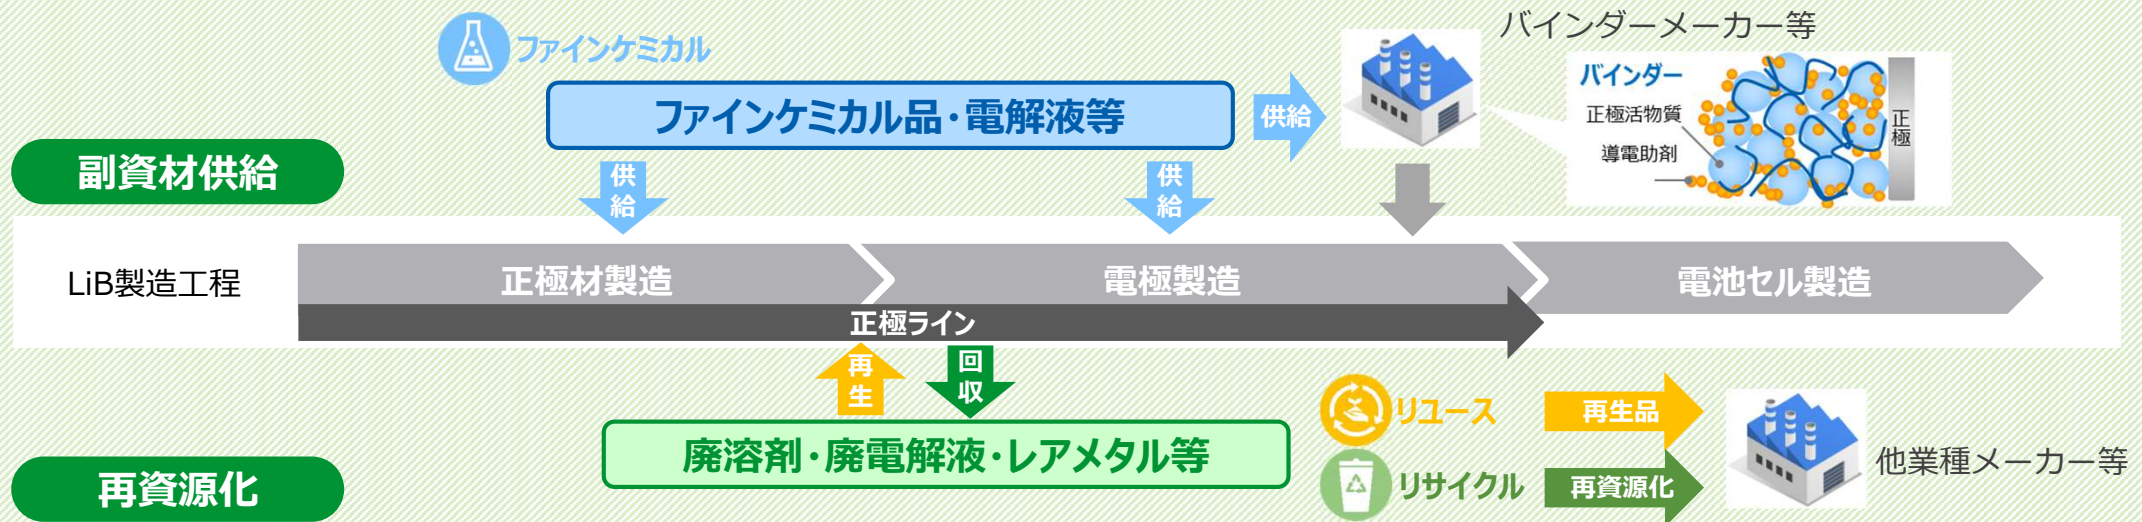 バインダーメーカー等
ファインケミカル
ファインケミカル品・電解液等
供給
バインダー
正極活物質
導電助剤
正極
副資材供給
供給
供給
LiB製造工程
正極材製造
電極製造
電池セル製造
正極ライン
再生
回収
廃溶剤・廃電解液・レアメタル等
リユース
再生品
リサイクル
再資源化
他業種メーカー等
再資源化